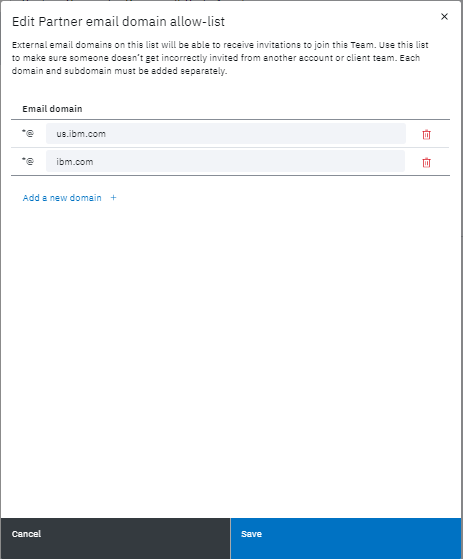 Edit Partner email domain allow-list
×
External email domains on this list will be able to receive invitations to join this Team. Use this list
to make sure someone doesn't get incorrectly invited from another account or client team. Each
domain and subdomain must be added separately.
Email domain
*@ us.ibm.com
*@ ibm.com
Add a new domain +
Cancel Save